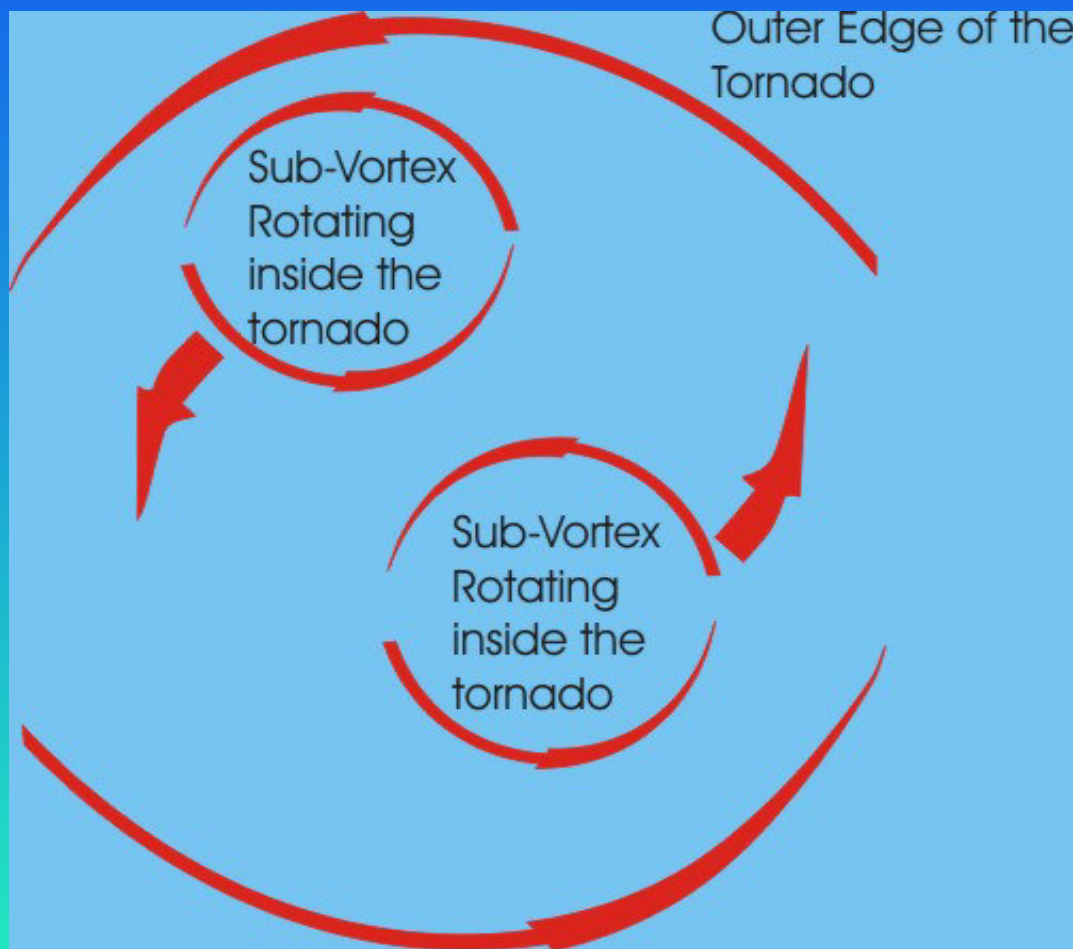 Outer Edge of the
Tornado
Sub-Vortex
Rotating
inside the
tornado
Sub-Vortex
Rotating
inside the
tornado